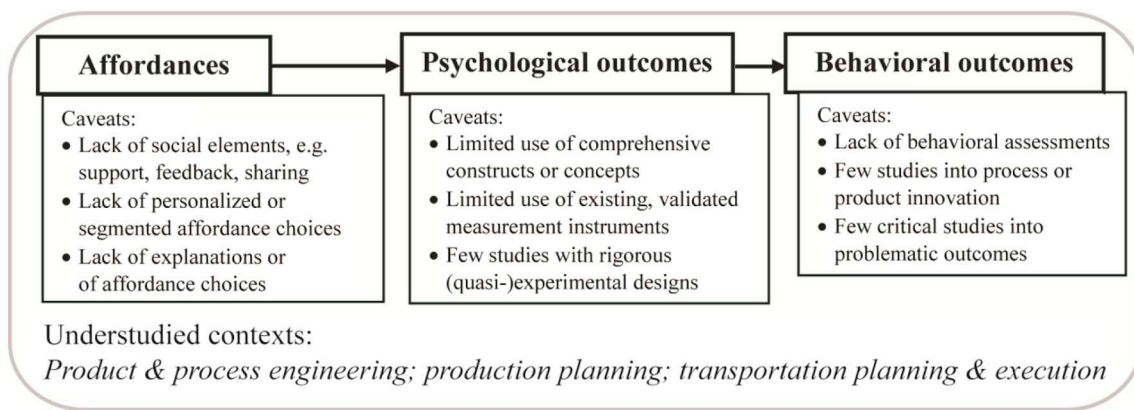 Affordances
Psychological outcomes
Behavioral outcomes
Caveats:
• Lack of social elements, e.g.
support, feedback, sharing
• Lack of personalized or
segmented affordance choices
• Lack of explanations or
of affordance choices
Caveats:
• Limited use of comprehensive
constructs or concepts
• Limited use of existing, validated
measurement instruments
• Few studies with rigorous
(quasi-)experimental designs
Caveats:
• Lack of behavioral assessments
• Few studies into process or
product innovation
• Few critical studies into
problematic outcomes
Understudied contexts:
Product & process engineering; production planning; transportation planning & execution